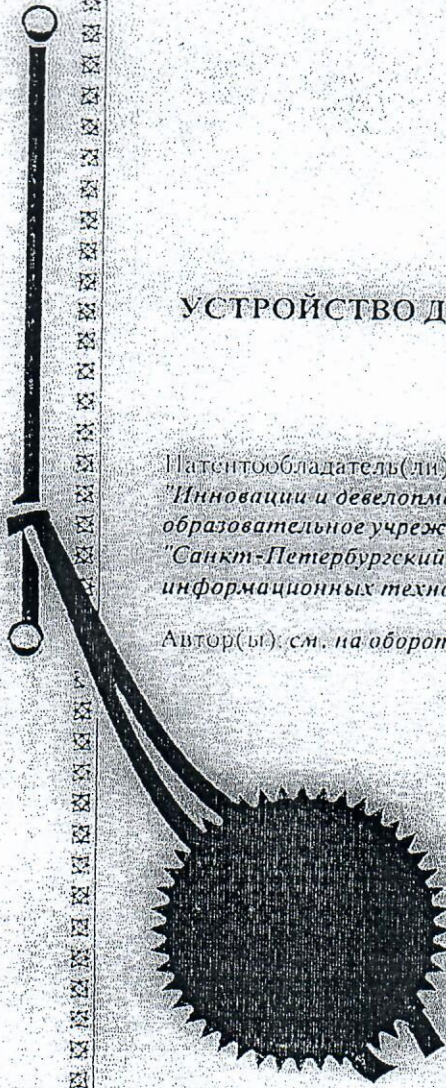 УСТРОЙСТВО Д
Патентообладатель(ли)
"Инновации и девелопме
образовательное учреж
"Санкт-Петербургский
информационных техно
Автор(ы): см. на оборот